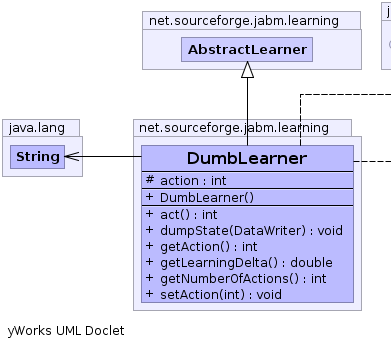 net.sourceforge.jabm.learning
AbstractLearner
java.lang
String
net.sourceforge.jabm.learning
DumbLearner
# action : int
+ DumbLearner()
+ act() : int
+ dumpState(DataWriter) : void
+ getAction() : int
+ getLearningDelta() : double
+ getNumberOfActions() : int
+ setAction(int) : void
yWorks UML Doclet